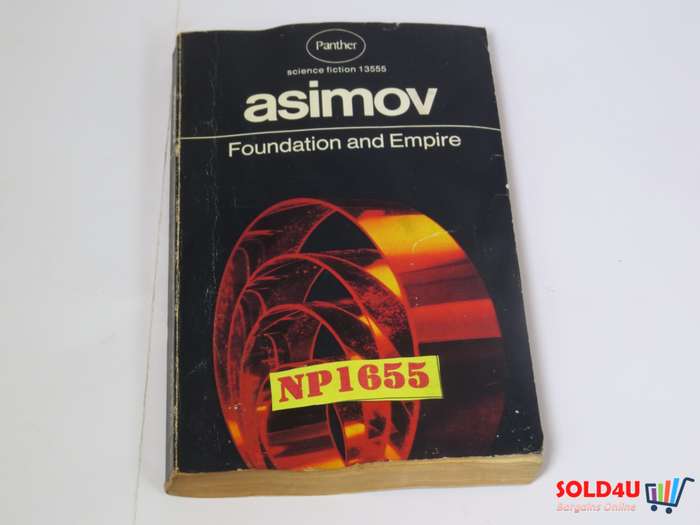 Panther
science fiction 13555
asimov
Foundation and Empire
NP1655
SOLD4U
Bargains Online